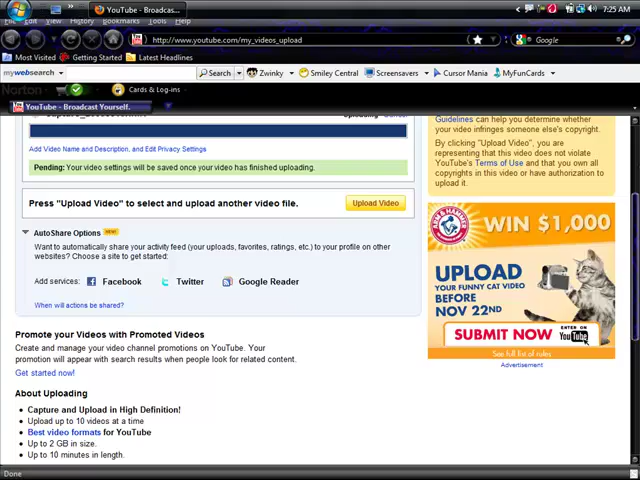 YouTube - Broadcas...
7:25 AM
File Edit View History Bookmarks Tools
http://www.youtube.com/my_videos_upload
Google
Most Visited Getting Started Latest Headlines
mywebsearch Search Zwinky Smiley Central Screensavers Cursor Mania MyFunCards
Norton Cards & Log-ins
YouTube - Broadcast Yourself.
Add Video Name and Description, and Edit Privacy Settings
Pending: Your video settings will be saved once your video has finished uploading.
Press "Upload Video" to select and upload another video file.
Upload Video
AutoShare Options NEW
Want to automatically share your activity feed (your uploads, favorites, ratings, etc.) to your profile on other
websites? Choose a site to get started:
Add services: Facebook Twitter Google Reader
When will actions be shared?
Promote your Videos with Promoted Videos
Create and manage your video channel promotions on YouTube. Your
promotion will appear with search results when people look for related content.
Get started now!
About Uploading
• Capture and Upload in High Definition!
• Upload up to 10 videos at a time
• Best video formats for YouTube
• Up to 2 GB in size.
• Up to 10 minutes in length.
Guidelines can help you determine whether
your video infringes someone else's copyright.
By clicking "Upload Video", you are
representing that this video does not violate
YouTube's Terms of Use and that you own all
copyrights in this video or have authorization to
upload it.
ARM & HAMMER
WIN $1,000
UPLOAD
YOUR FUNNY CAT VIDEO
BEFORE
NOV 22ND
SUBMIT NOW
ENTER ON
YouTube
See full list of rules
Advertisement
Done